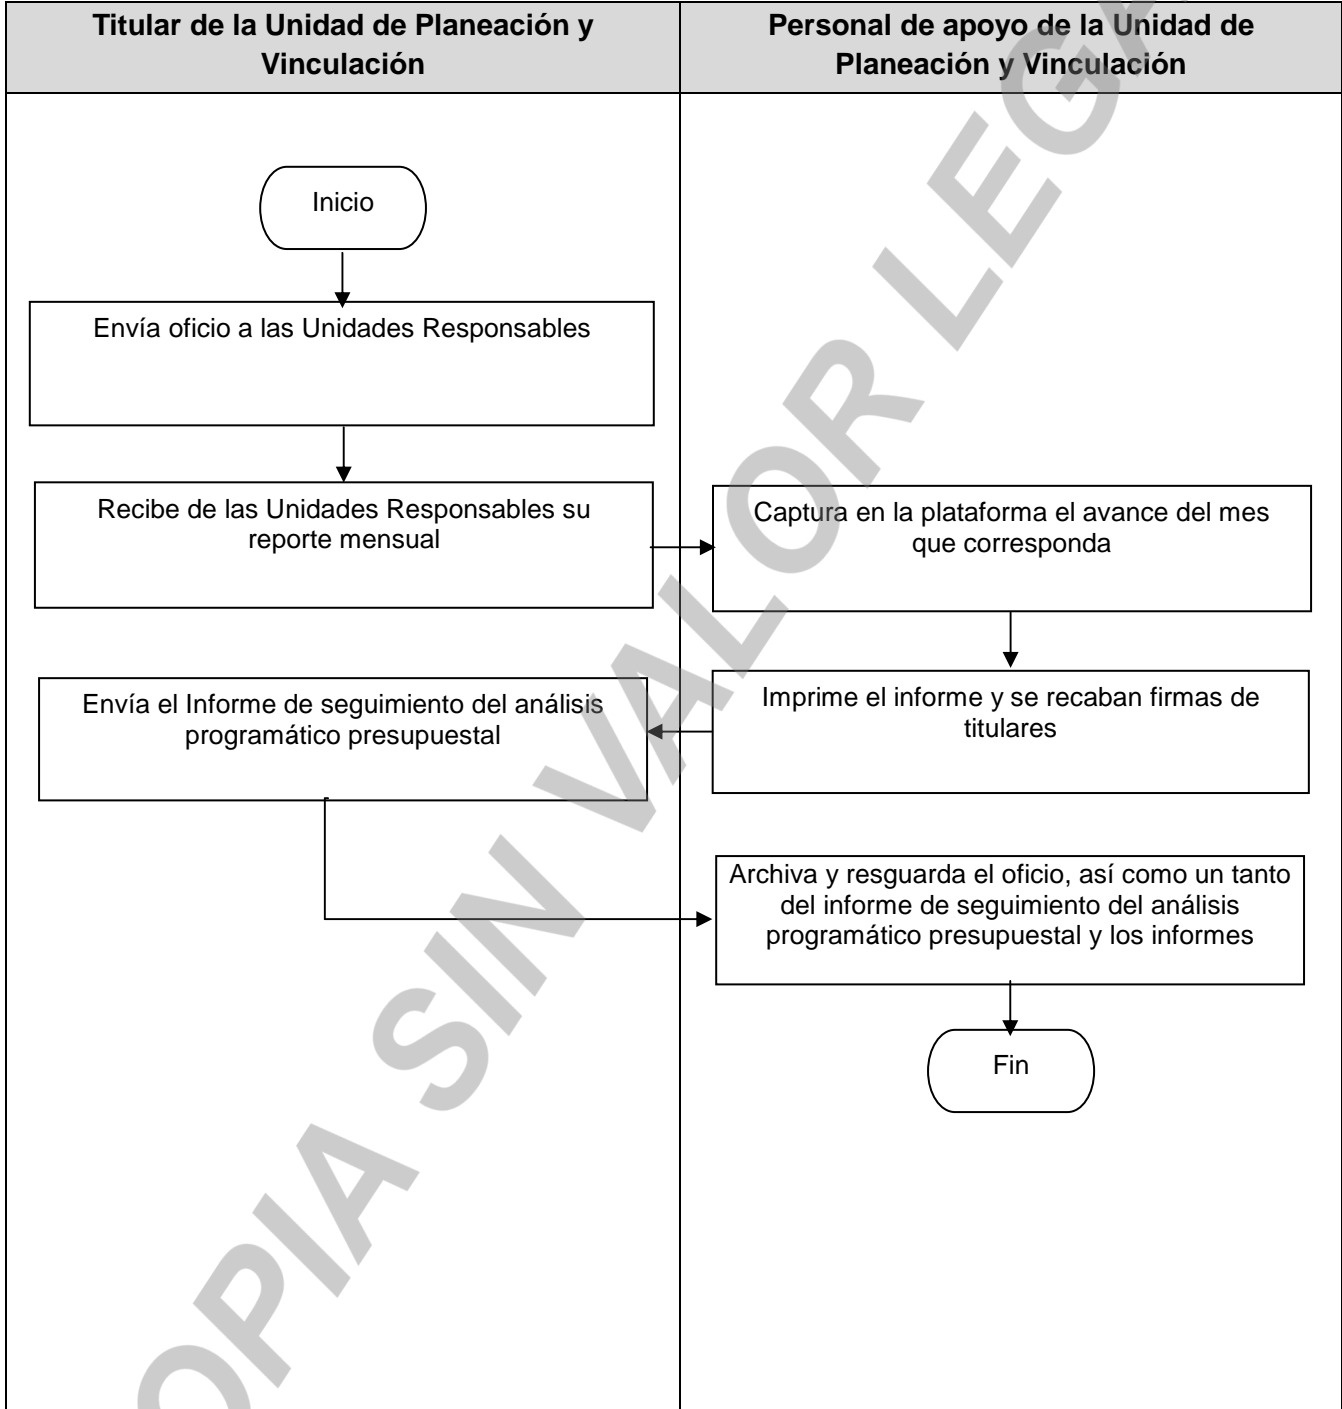 Titular de la Unidad de Planeación y
Vinculación
Personal de apoyo de la Unidad de
Planeación y Vinculación
Inicio
Envía oficio a las Unidades Responsables
Recibe de las Unidades Responsables su
reporte mensual
Captura en la plataforma el avance del mes
que corresponda
Imprime el informe y se recaban firmas de
titulares
Envía el Informe de seguimiento del análisis
programático presupuestal
Archiva y resguarda el oficio, así como un tanto
del informe de seguimiento del análisis
programático presupuestal y los informes
Fin
OPIA SIN VALOR LEGA